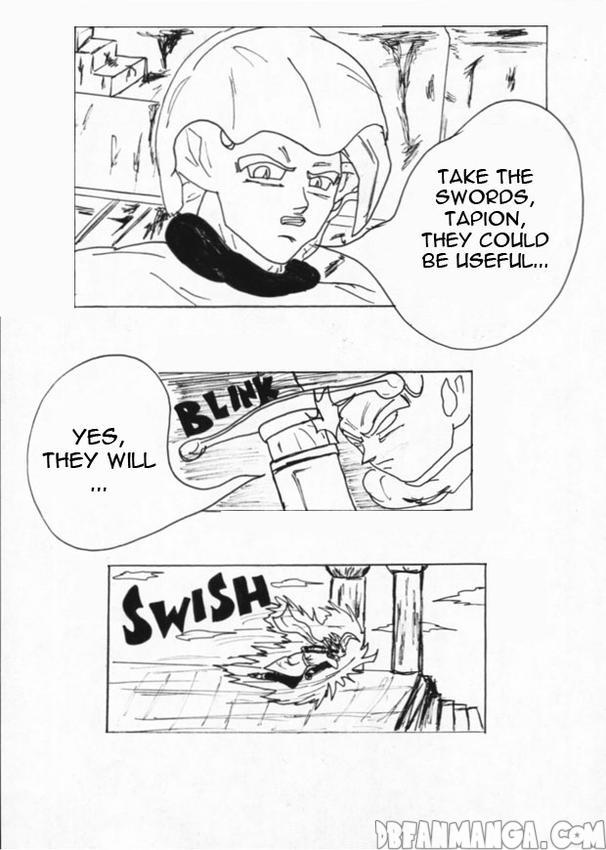 TAKE THE
SWORDS,
TAPION,
THEY COULD
BE USEFUL...
BLINK
YES,
THEY WILL
...
SWISH
DBFANMANGA.COM